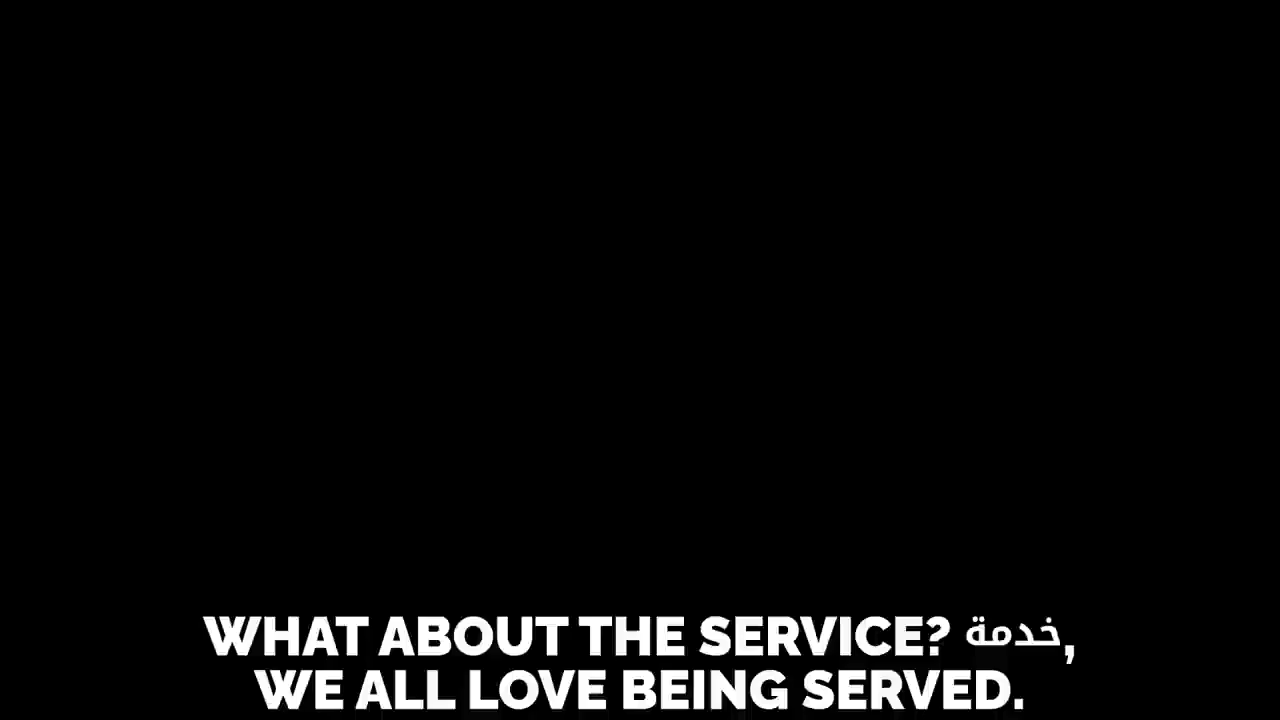 WHAT ABOUT THE SERVICE? خدمة,
WE ALL LOVE BEING SERVED.